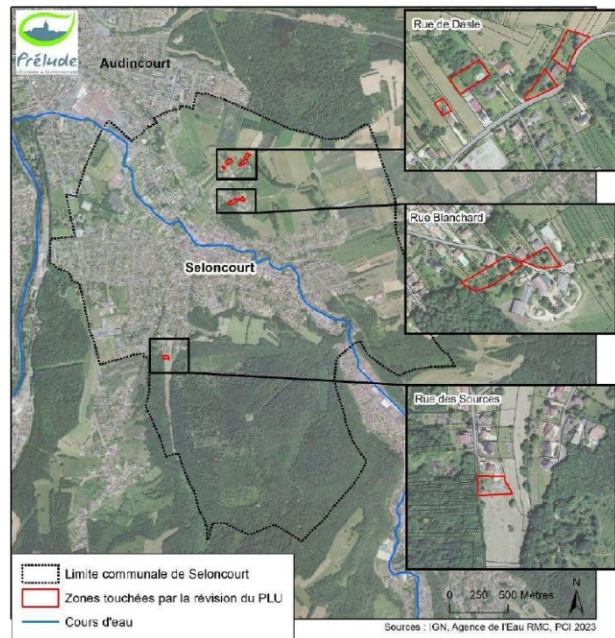 Prélude
Audincourt
Rue de Dasle
Rue Blanchard
Seloncourt
Rue des Sources
Limite communale de Seloncourt
Zones touchées par la révision du PLU
Cours d'eau
0 250 500 Mètres
N
Sources : IGN, Agence de l'Eau RMC, PCI 2023